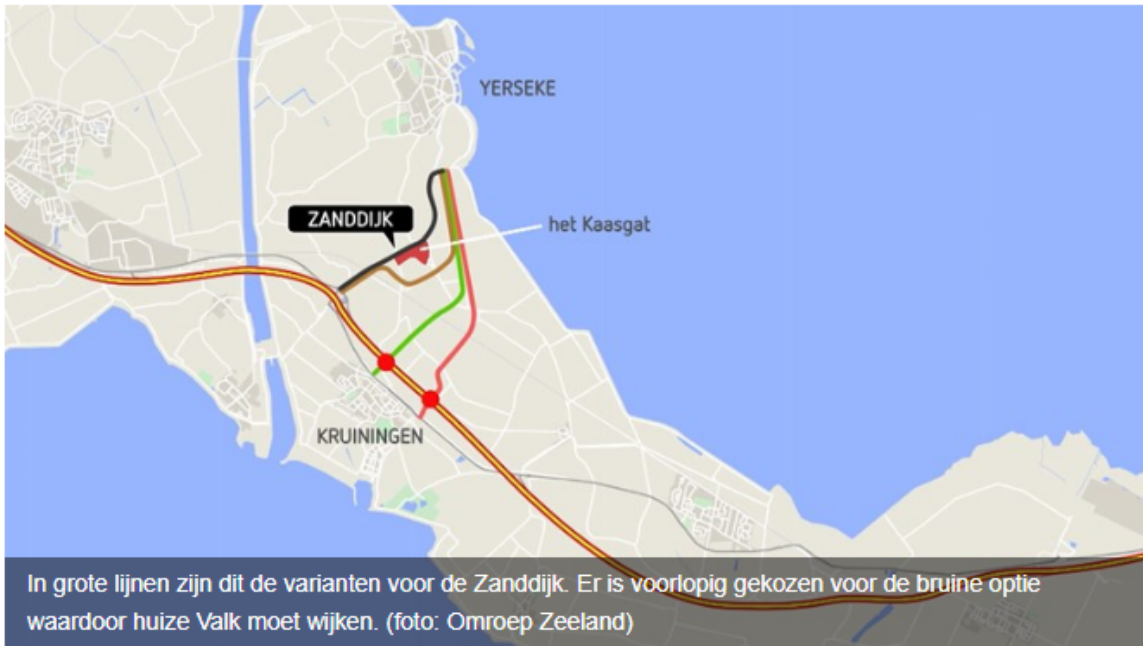 YERSEKE
ZANDDIJK
het Kaasgat
KRUININGEN
In grote lijnen zijn dit de varianten voor de Zanddijk. Er is voorlopig gekozen voor de bruine optie
waardoor huize Valk moet wijken. (foto: Omroep Zeeland)